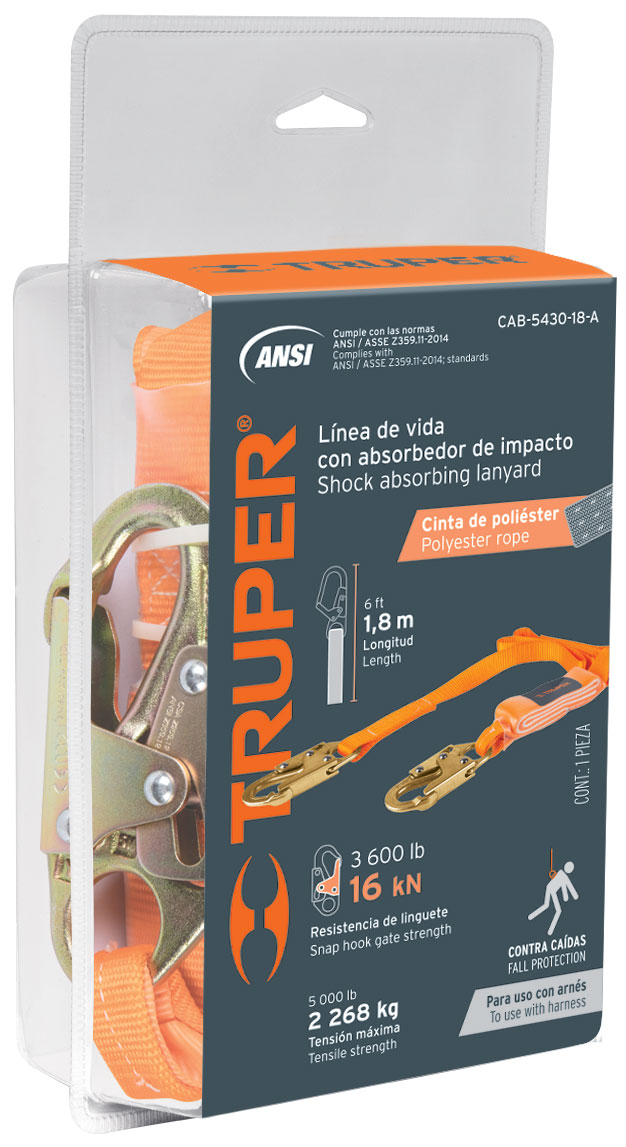 TRUPER
ANSI
Cumple con las normas
ANSI / ASSE Z359.11-2014
Complies with
ANSI / ASSE Z359.11-2014; standards
CAB-5430-18-A
TRUPER®
Línea de vida
con absorbedor de impacto
Shock absorbing lanyard
Cinta de poliéster
Polyester rope
6 ft
1,8 m
Longitud
Length
TRUPER
CONT.: 1 PIEZA
3 600 lb
16 kN
Resistencia de linguete
Snap hook gate strength
CONTRA CAÍDAS
FALL PROTECTION
5 000 lb
2 268 kg
Tensión máxima
Tensile strength
Para uso con arnés
To use with harness